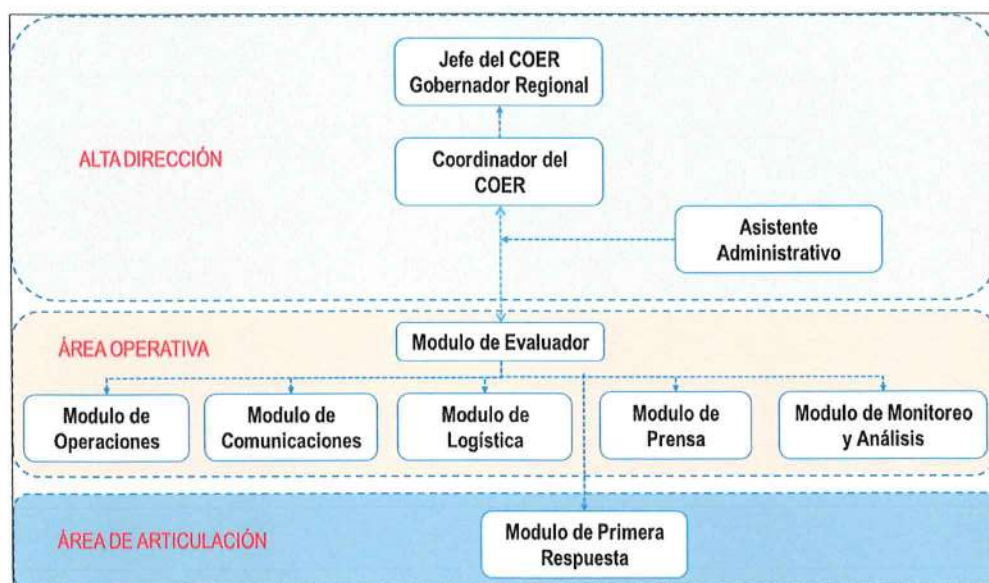 Jefe del COER
Gobernador Regional
ALTA DIRECCIÓN
Coordinador del
COER
Asistente
Administrativo
ÁREA OPERATIVA
Modulo de Evaluador
Modulo de
Operaciones
Modulo de
Comunicaciones
Modulo de
Logística
Modulo de
Prensa
Modulo de Monitoreo
y Análisis
ÁREA DE ARTICULACIÓN
Modulo de Primera
Respuesta